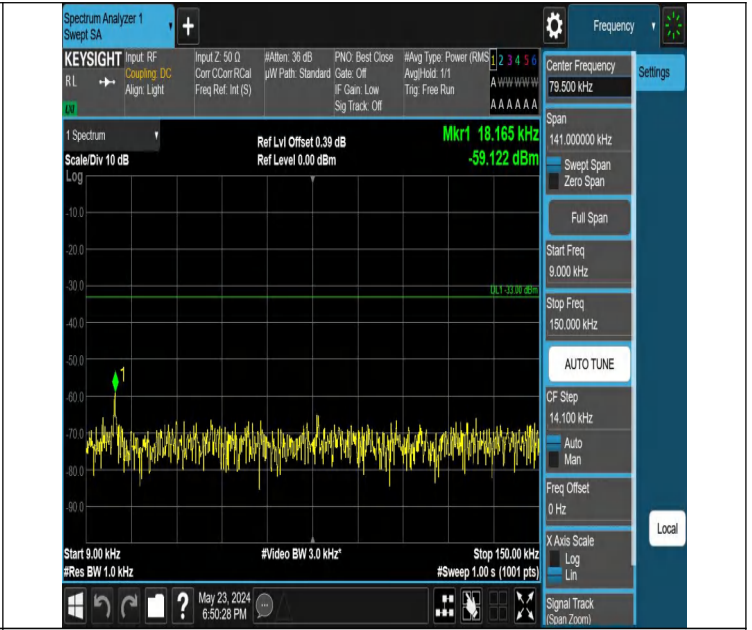 Spectrum Analyzer 1
Swept SA
+
Frequency
KEYSIGHT
RL
Input: RF
Coupling: DC
Align: Light
Input Z: 50 Ω
Corr CCorr RCal
Freq Ref: Int (S)
#Atten: 36 dB
µW Path: Standard
PNO: Best Close
Gate: Off
IF Gain: Low
Sig Track: Off
#Avg Type: Power (RMS
Avg|Hold: 1/1
Trig: Free Run
1 2 3 4 5 6
A W W W W W
A A A A A A
1 Spectrum
Scale/Div 10 dB
Log
Ref Lvl Offset 0.39 dB
Ref Level 0.00 dBm
Mkr1 18.165 kHz
-59.122 dBm
-10.0
-20.0
-30.0
DL1 -33.00 dBm
-40.0
-50.0
1
-60.0
-70.0
-80.0
-90.0
Start 9.00 kHz
#Video BW 3.0 kHz*
Stop 150.00 kHz
#Res BW 1.0 kHz
#Sweep 1.00 s (1001 pts)
?
May 23, 2024
6:50:28 PM
Center Frequency
79.500 kHz
Settings
Span
141.000000 kHz
Swept Span
Zero Span
Full Span
Start Freq
9.000 kHz
Stop Freq
150.000 kHz
AUTO TUNE
CF Step
14.100 kHz
Auto
Man
Freq Offset
0 Hz
X Axis Scale
Log
Lin
Local
Signal Track
(Span Zoom)